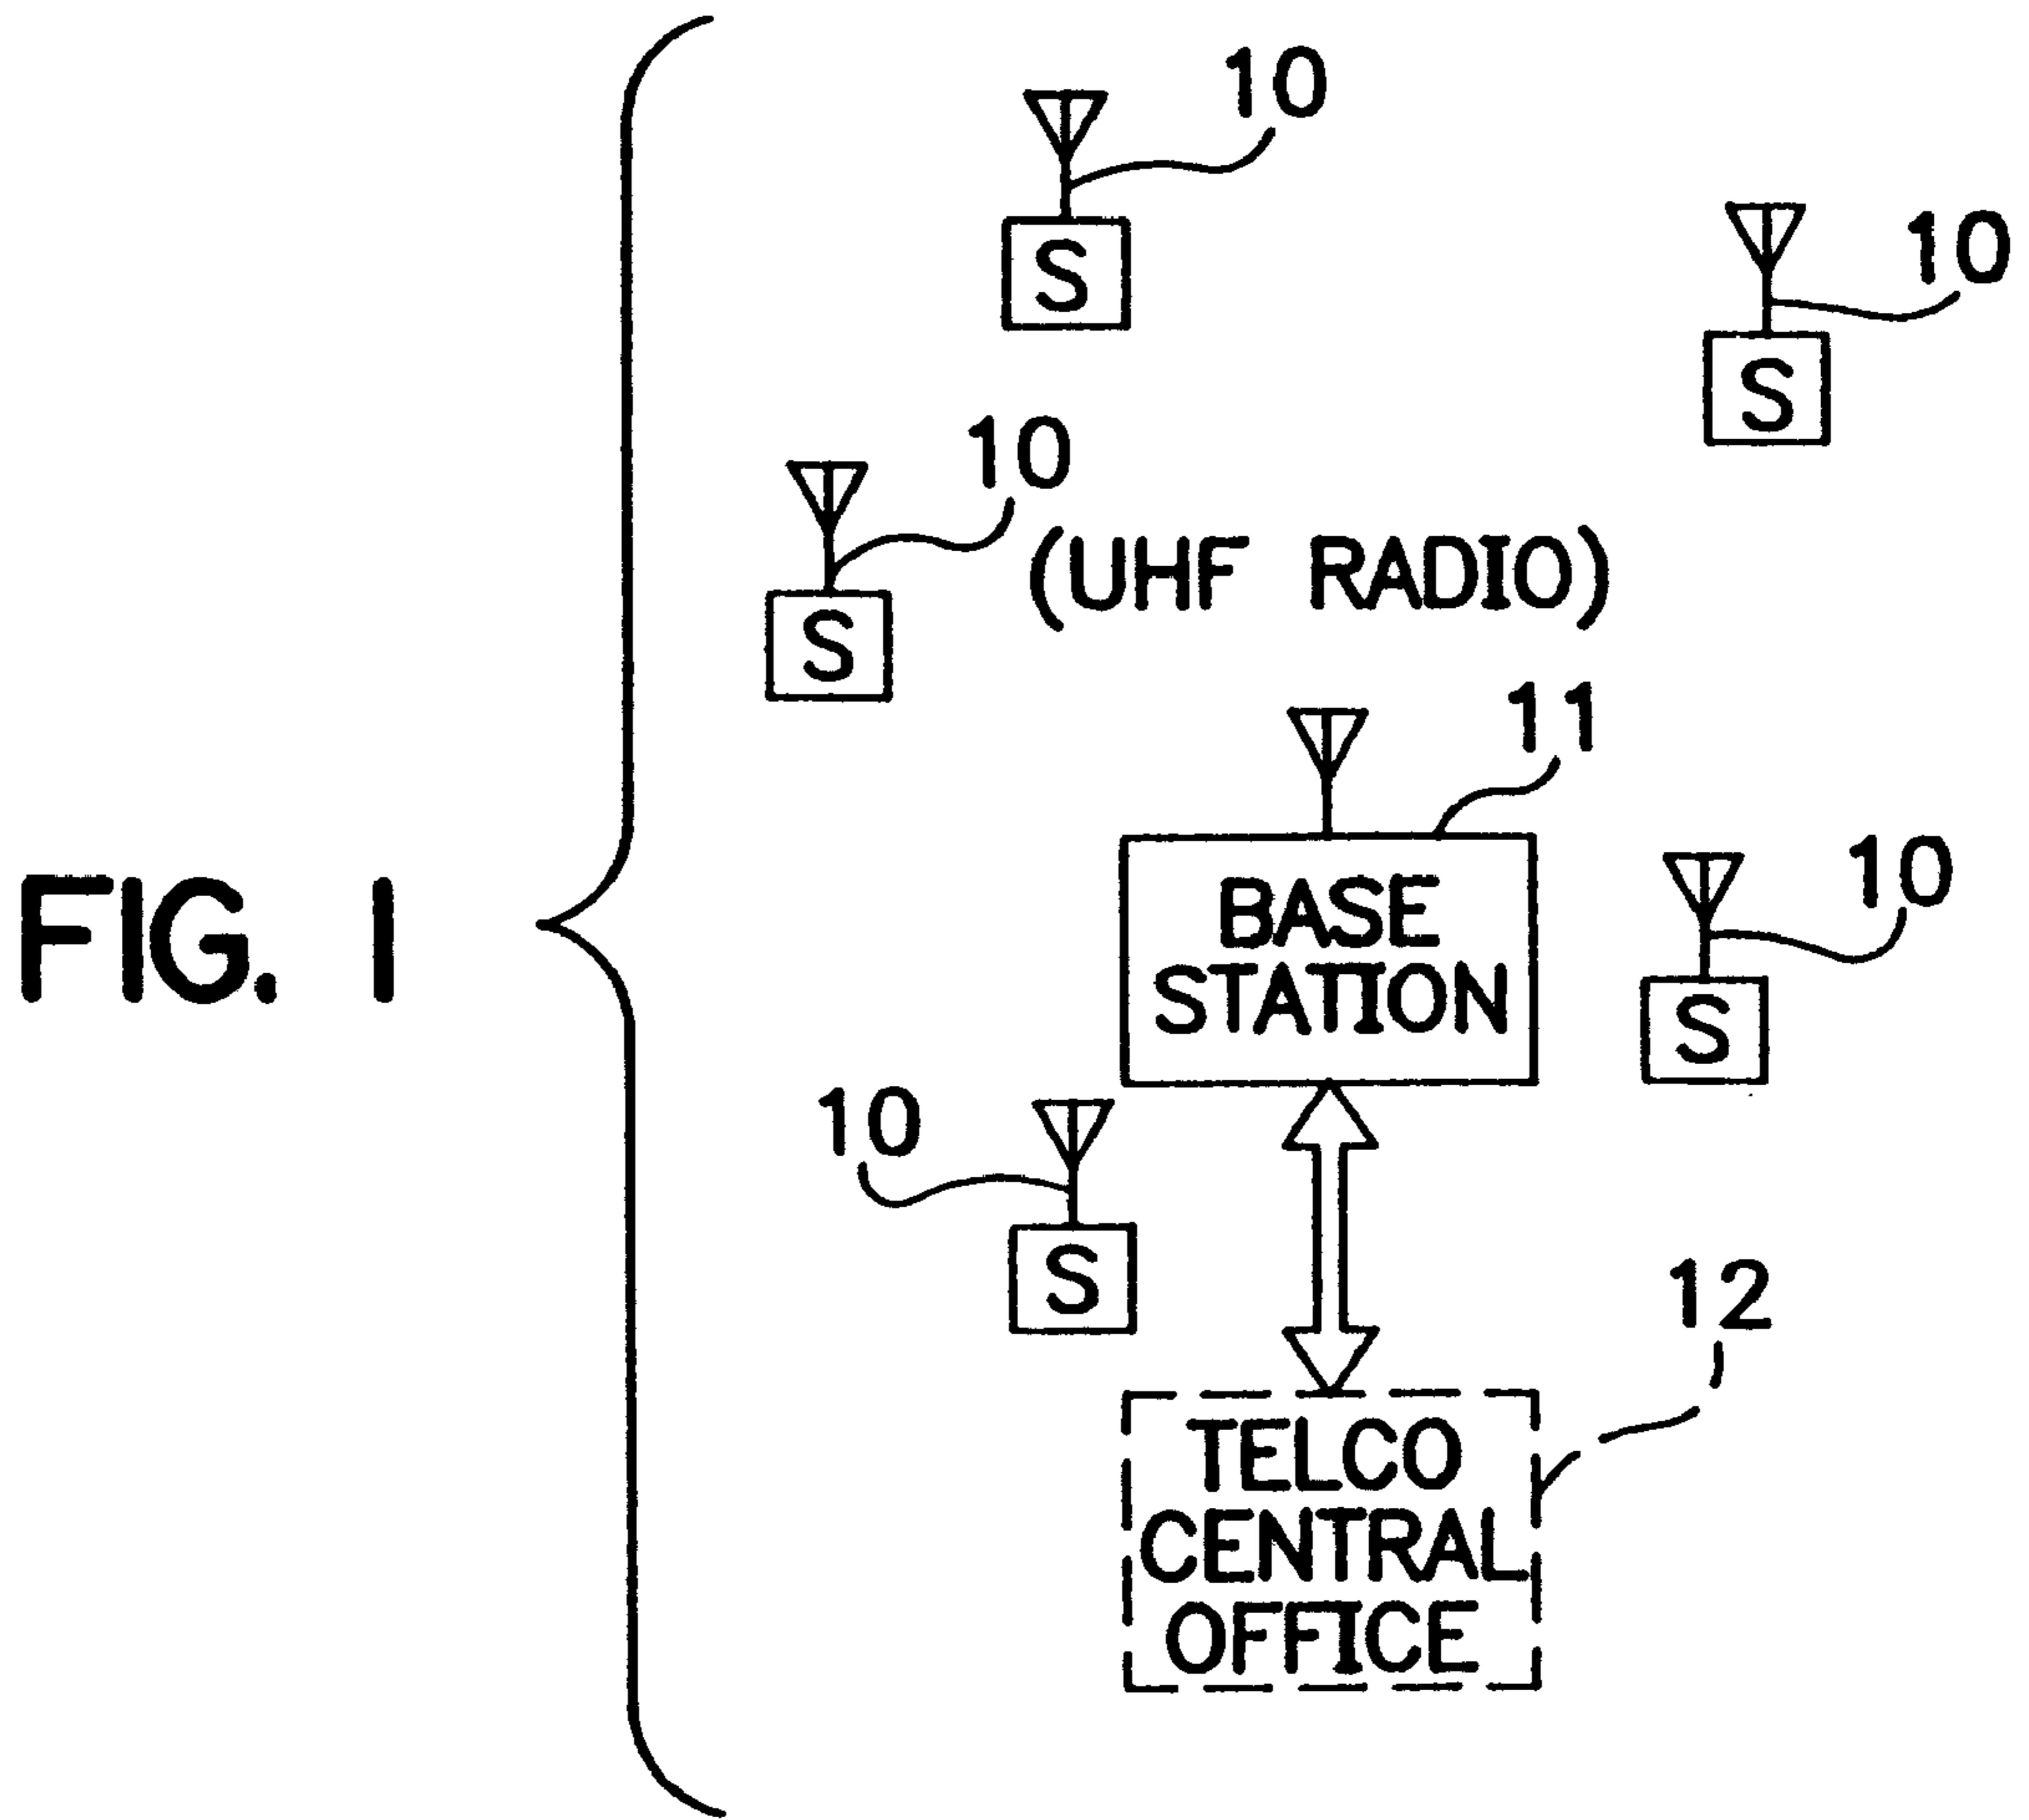 10
S
10
S
10
S
(UHF RADIO)
11
BASE
STATION
10
S
FIG. 1
10
S
12
TELCO
CENTRAL
OFFICE